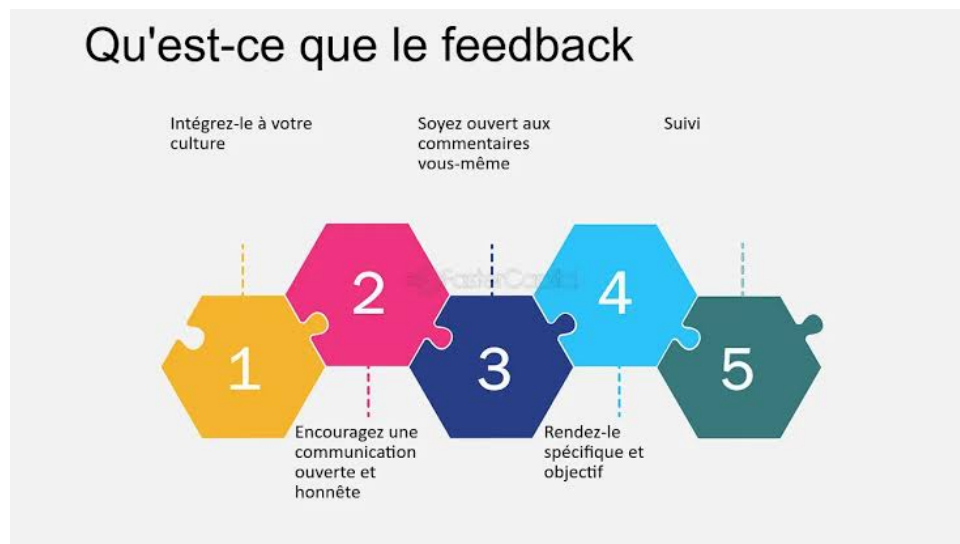 Qu'est-ce que le feedback
Intégrez-le à votre
culture
Soyez ouvert aux
commentaires
vous-même
Suivi
1
2
3
4
5
FasterCapital
Encouragez une
communication
ouverte et
honnête
Rendez-le
spécifique et
objectif